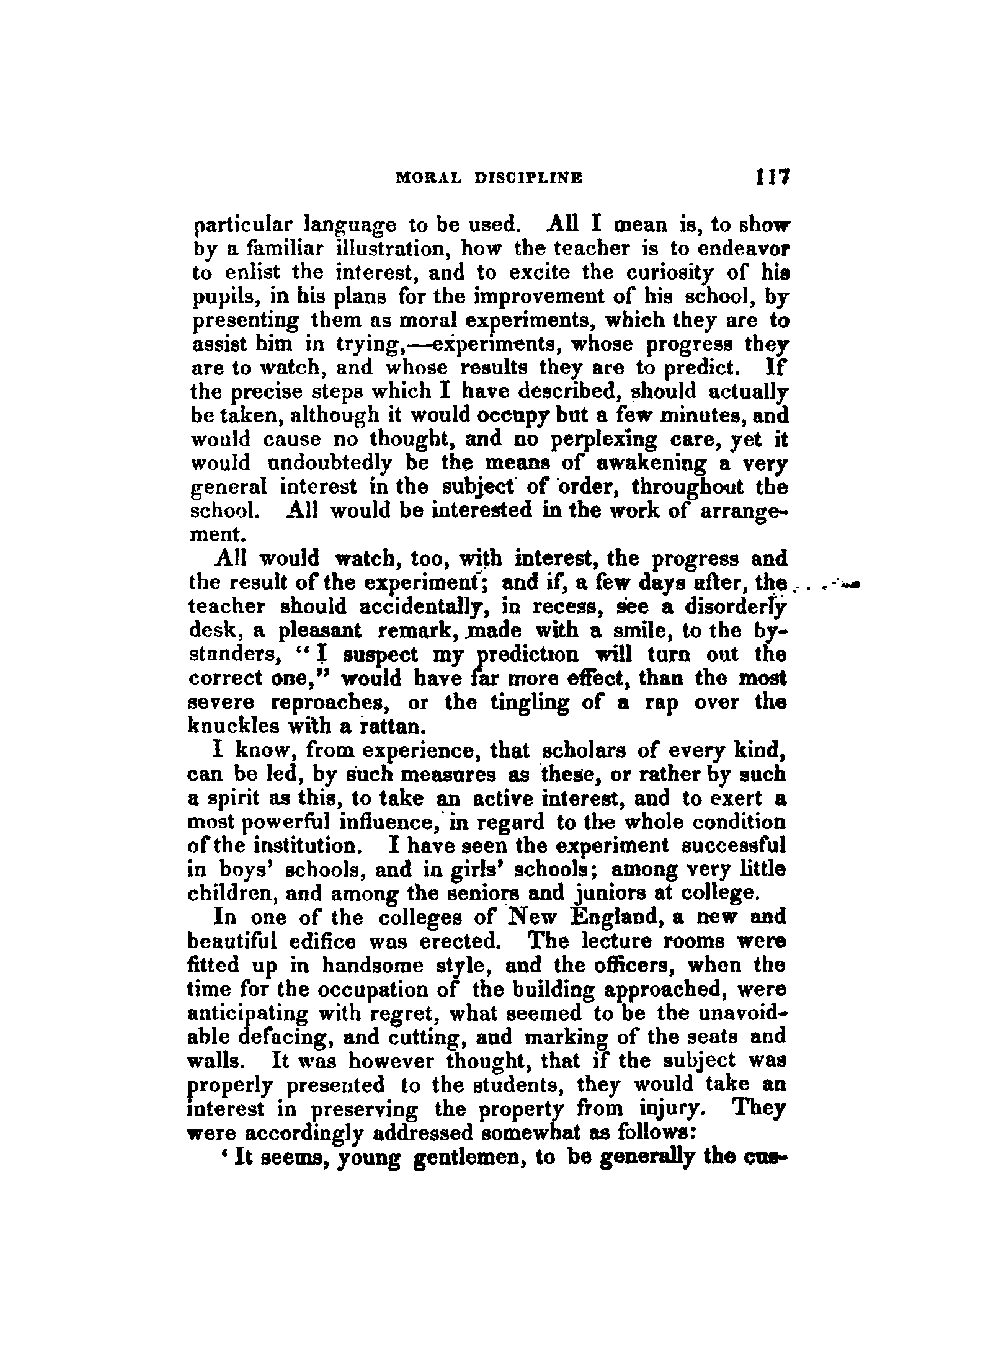 MORAL DISCIPLINE 117
particular language to be used. All I mean is, to show
by a familiar illustration, how the teacher is to endeavor
to enlist the interest, and to excite the curiosity of his
pupils, in his plans for the improvement of his school, by
presenting them as moral experiments, which they are to
assist him in trying,—experiments, whose progress they
are to watch, and whose results they are to predict. If
the precise steps which I have described, should actually
be taken, although it would occupy but a few minutes, and
would cause no thought, and no perplexing care, yet it
would undoubtedly be the means of awakening a very
general interest in the subject of order, throughout the
school. All would be interested in the work of arrange-
ment.
All would watch, too, with interest, the progress and
the result of the experiment; and if, a few days after, the
teacher should accidentally, in recess, see a disorderly
desk, a pleasant remark, made with a smile, to the by-
standers, "I suspect my prediction will turn out the
correct one," would have far more effect, than the most
severe reproaches, or the tingling of a rap over the
knuckles with a rattan.
I know, from experience, that scholars of every kind,
can be led, by such measures as these, or rather by such
a spirit as this, to take an active interest, and to exert a
most powerful influence, in regard to the whole condition
of the institution. I have seen the experiment successful
in boys' schools, and in girls' schools; among very little
children, and among the seniors and juniors at college.
In one of the colleges of New England, a new and
beautiful edifice was erected. The lecture rooms were
fitted up in handsome style, and the officers, when the
time for the occupation of the building approached, were
anticipating with regret, what seemed to be the unavoid-
able defacing, and cutting, and marking of the seats and
walls. It was however thought, that if the subject was
properly presented to the students, they would take an
interest in preserving the property from injury. They
were accordingly addressed somewhat as follows:
'It seems, young gentlemen, to be generally the cus-